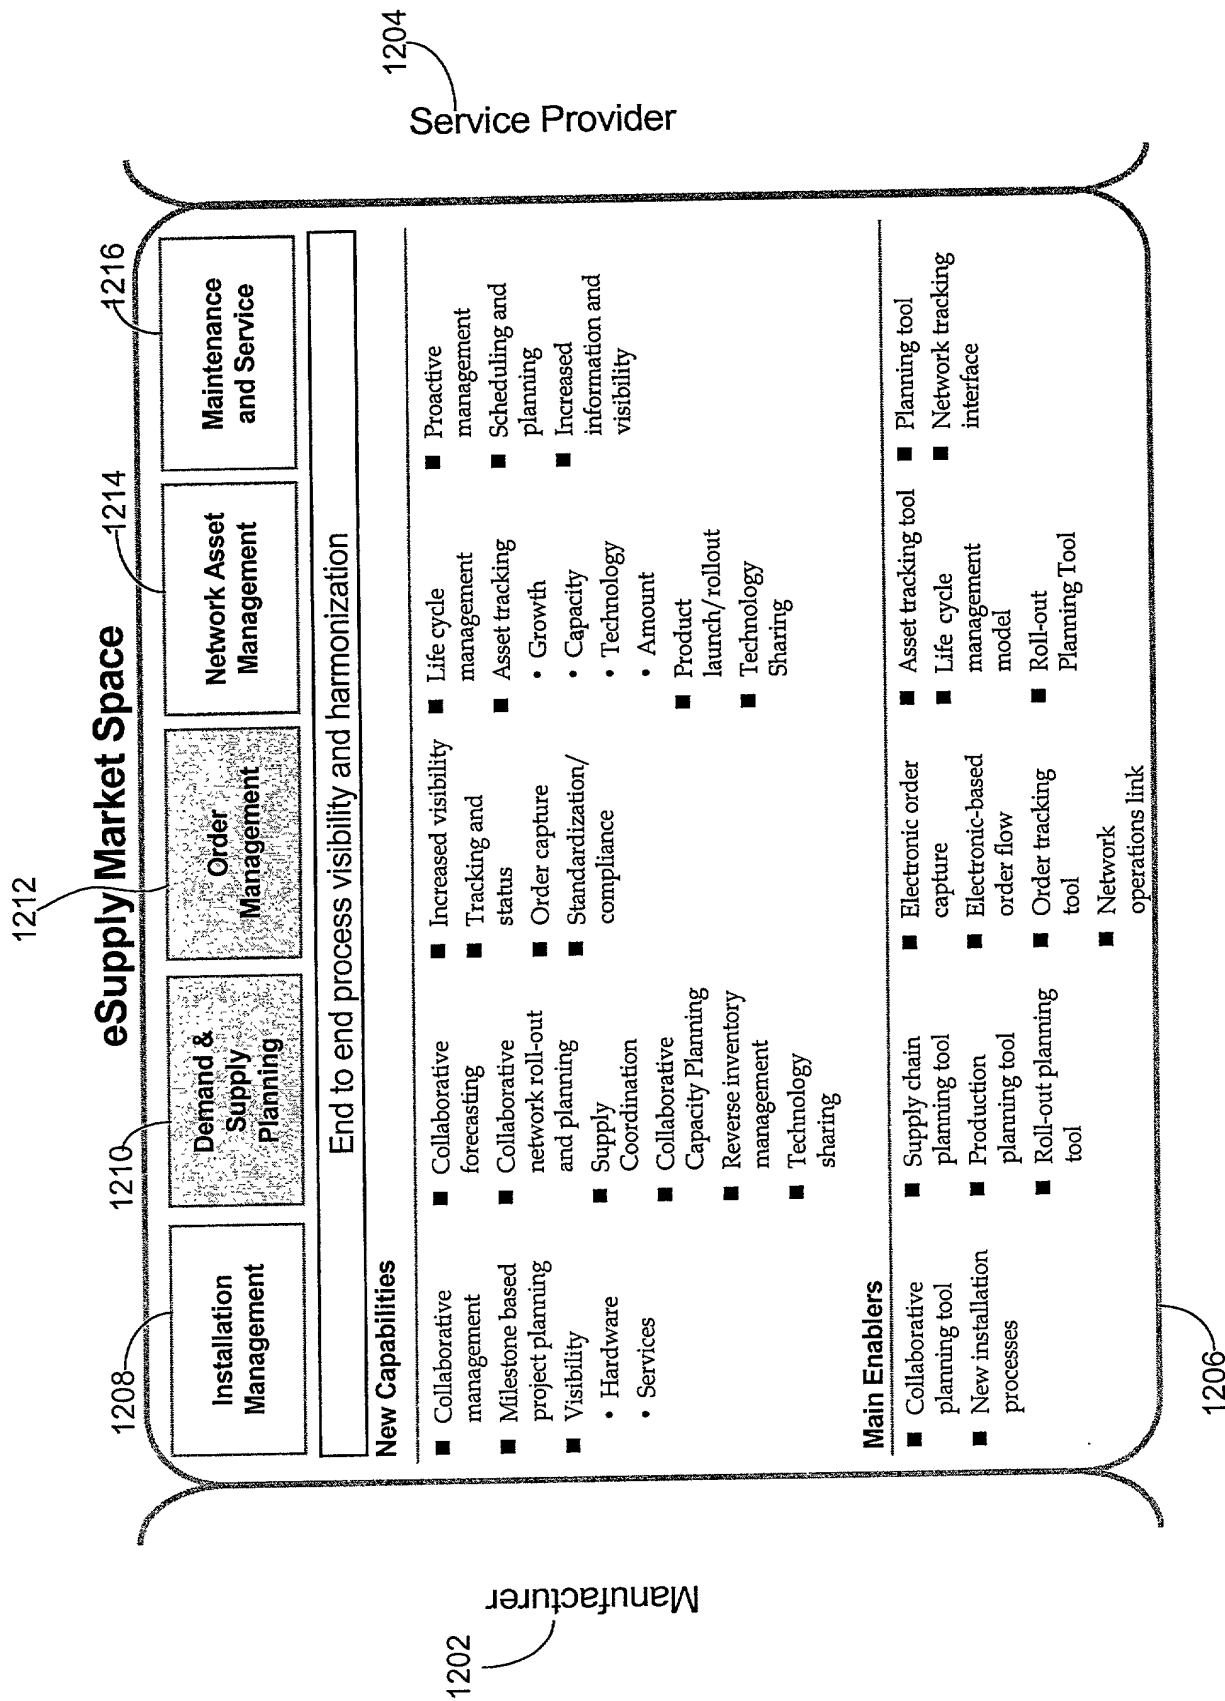 eSupply Market Space
1202
Manufacturer
1204
Service Provider
1206
1208
Installation
Management
1210
Demand &
Supply
Planning
1212
Order
Management
1214
Network Asset
Management
1216
Maintenance
and Service
End to end process visibility and harmonization
New Capabilities
■ Collaborative
management
■ Milestone based
project planning
■ Visibility
• Hardware
• Services
■ Collaborative
forecasting
■ Collaborative
network roll-out
and planning
■ Supply
Coordination
■ Collaborative
Capacity Planning
■ Reverse inventory
management
■ Technology
sharing
■ Increased visibility
■ Tracking and
status
■ Order capture
■ Standardization/
compliance
■ Life cycle
management
■ Asset tracking
• Growth
• Capacity
• Technology
• Amount
■ Product
launch/rollout
■ Technology
Sharing
■ Proactive
management
■ Scheduling and
planning
■ Increased
information and
visibility
Main Enablers
■ Collaborative
planning tool
■ New installation
processes
■ Supply chain
planning tool
■ Production
planning tool
■ Roll-out planning
tool
■ Electronic order
capture
■ Electronic-based
order flow
■ Order tracking
tool
■ Network
operations link
■ Asset tracking tool
■ Life cycle
management
model
■ Roll-out
Planning Tool
■ Planning tool
■ Network tracking
interface